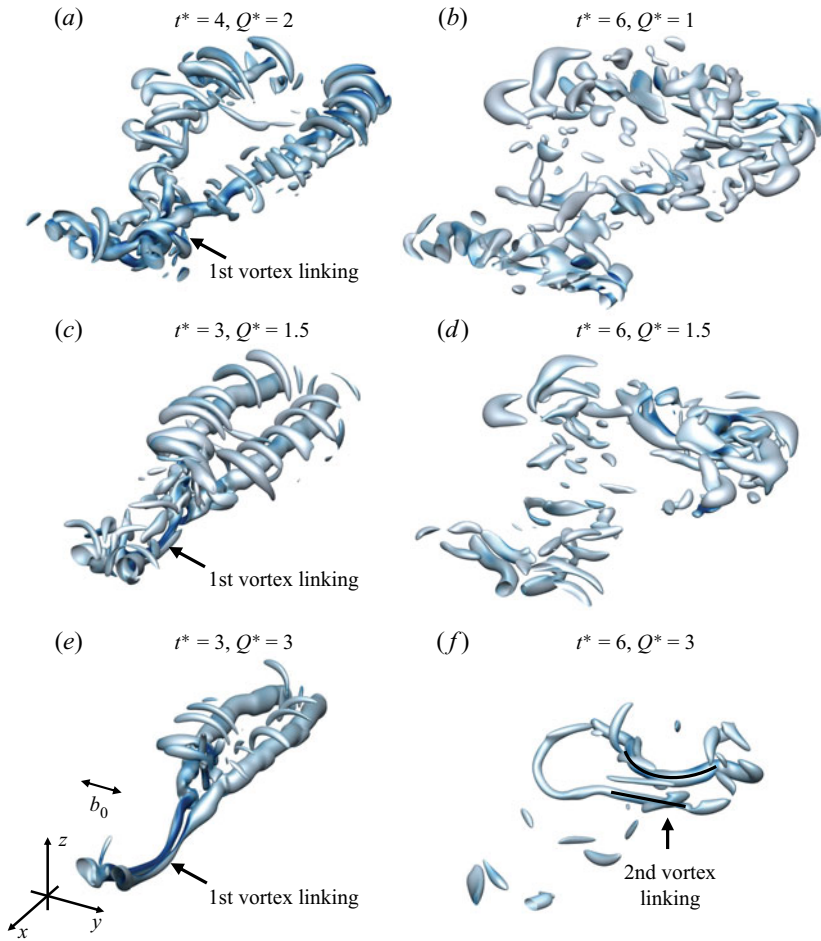 (a) t* = 4, Q* = 2
(b) t* = 6, Q* = 1
1st vortex linking
(c) t* = 3, Q* = 1.5
(d) t* = 6, Q* = 1.5
1st vortex linking
(e) t* = 3, Q* = 3
(f) t* = 6, Q* = 3
b0
z
x
y
1st vortex linking
2nd vortex
linking